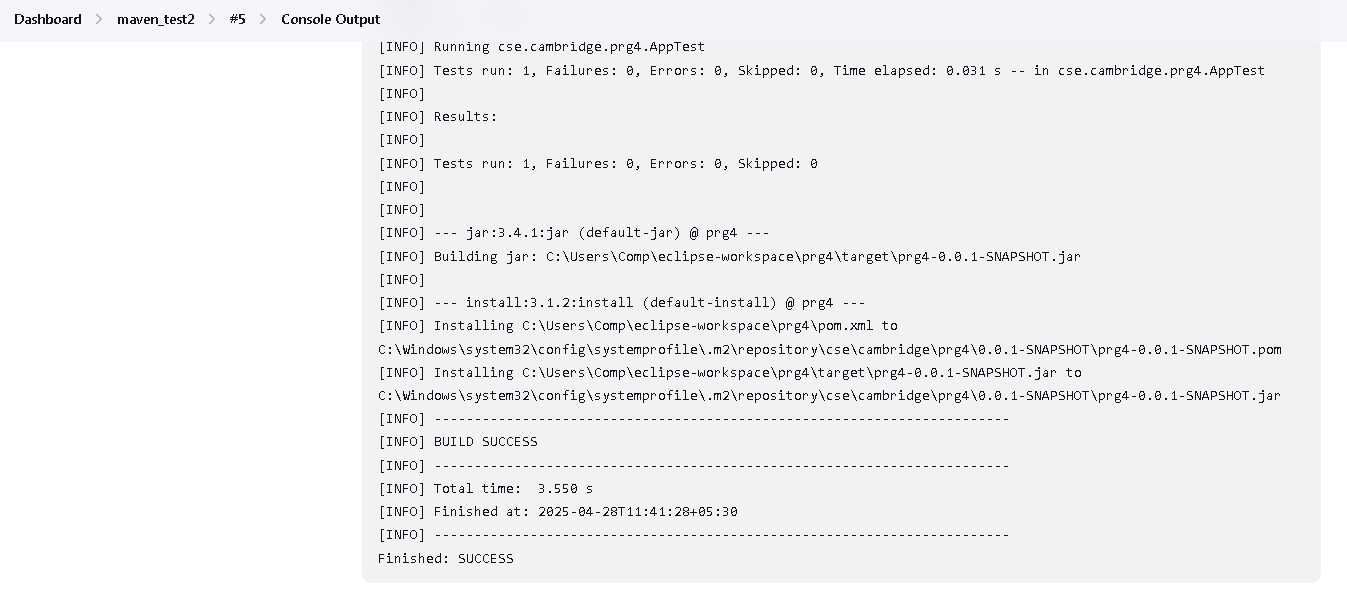 Dashboard > maven_test2 > #5 > Console Output
[INFO] Running cse.cambridge.prg4.AppTest
[INFO] Tests run: 1, Failures: 0, Errors: 0, Skipped: 0, Time elapsed: 0.031 s -- in cse.cambridge.prg4.AppTest
[INFO]
[INFO] Results:
[INFO]
[INFO] Tests run: 1, Failures: 0, Errors: 0, Skipped: 0
[INFO]
[INFO]
[INFO] --- jar:3.4.1:jar (default-jar) @ prg4 ---
[INFO] Building jar: C:\Users\Comp\eclipse-workspace\prg4\target\prg4-0.0.1-SNAPSHOT.jar
[INFO]
[INFO] --- install:3.1.2:install (default-install) @ prg4 ---
[INFO] Installing C:\Users\Comp\eclipse-workspace\prg4\pom.xml to
C:\Windows\system32\config\systemprofile\.m2\repository\cse\cambridge\prg4\0.0.1-SNAPSHOT\prg4-0.0.1-SNAPSHOT.pom
[INFO] Installing C:\Users\Comp\eclipse-workspace\prg4\target\prg4-0.0.1-SNAPSHOT.jar to
C:\Windows\system32\config\systemprofile\.m2\repository\cse\cambridge\prg4\0.0.1-SNAPSHOT\prg4-0.0.1-SNAPSHOT.jar
[INFO] ------------------------------------------------------------------------
[INFO] BUILD SUCCESS
[INFO] ------------------------------------------------------------------------
[INFO] Total time:  3.550 s
[INFO] Finished at: 2025-04-28T11:41:28+05:30
[INFO] ------------------------------------------------------------------------
Finished: SUCCESS